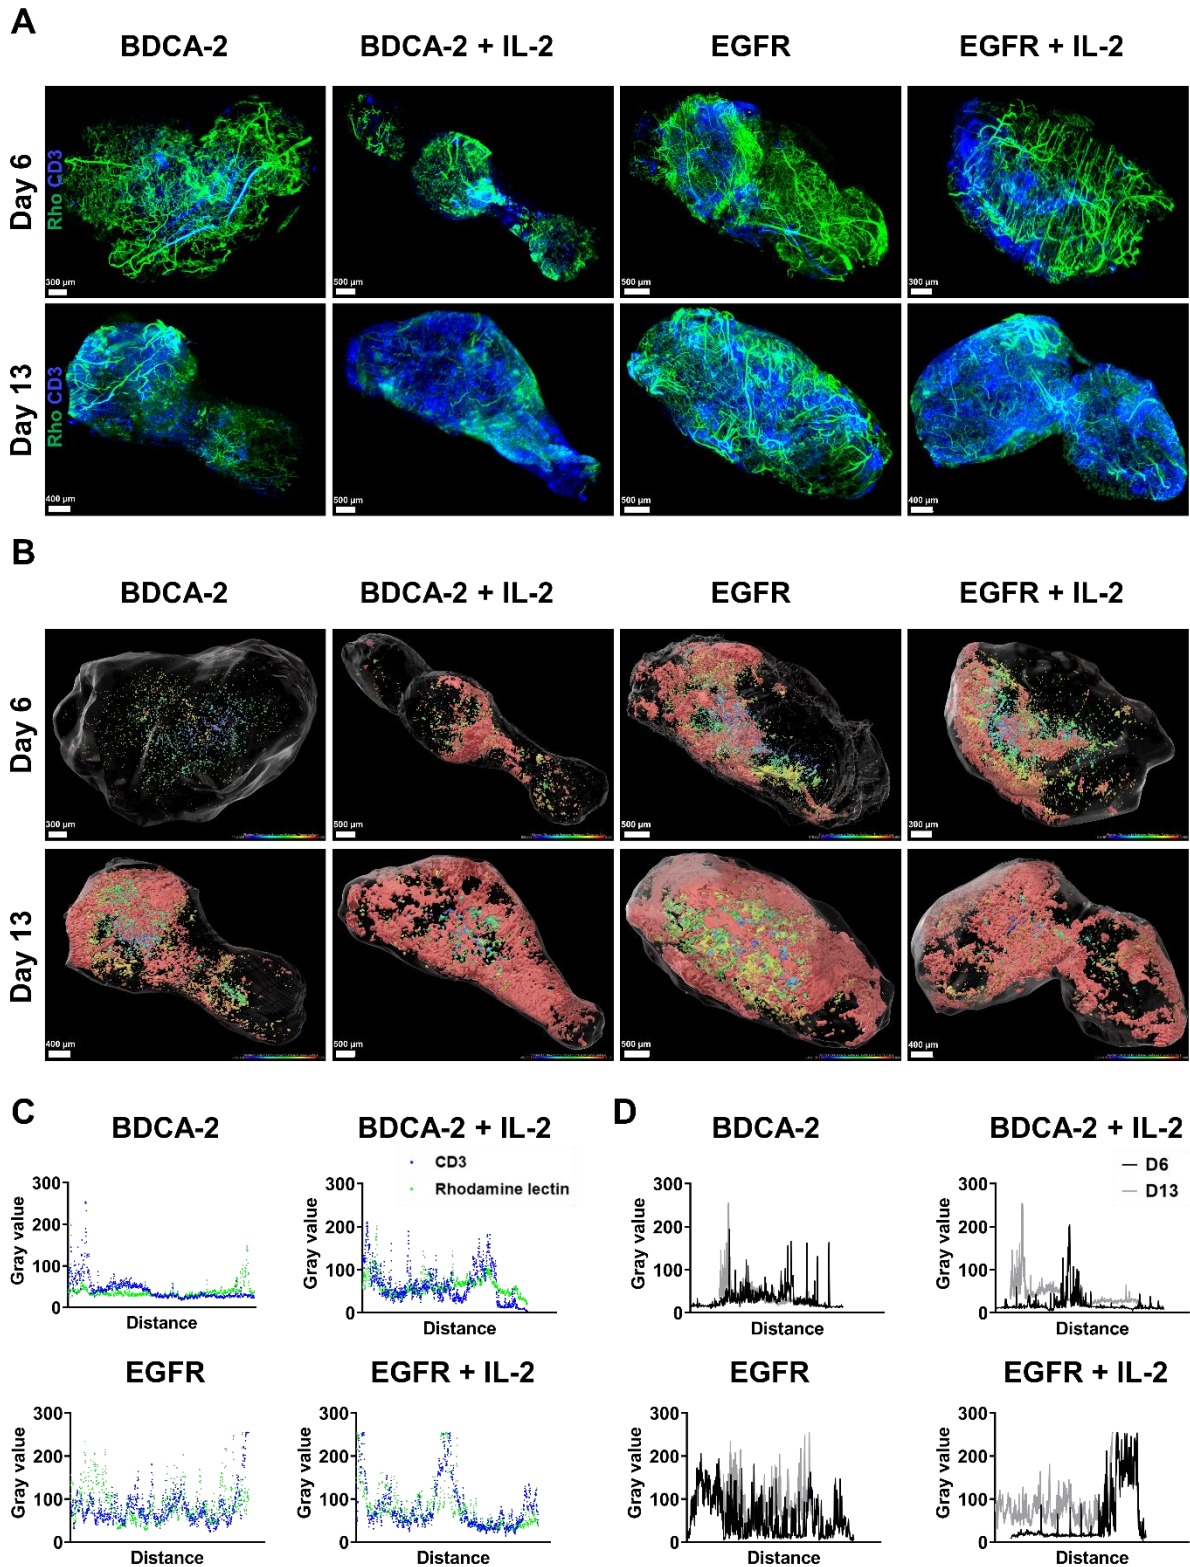 A
BDCA-2 BDCA-2 + IL-2 EGFR EGFR + IL-2
Day 6
Rho CD3
300 µm 500 µm 500 µm 300 µm
Day 13
Rho CD3
400 µm 500 µm 500 µm 400 µm
B
BDCA-2 BDCA-2 + IL-2 EGFR EGFR + IL-2
Day 6
300 µm 500 µm 500 µm 300 µm
Day 13
400 µm 500 µm 500 µm 400 µm
C
BDCA-2 BDCA-2 + IL-2
CD3
Rhodamine lectin
Gray value
300
200
100
0
Distance
Gray value
300
200
100
0
Distance
EGFR EGFR + IL-2
Gray value
300
200
100
0
Distance
Gray value
300
200
100
0
Distance
D
BDCA-2 BDCA-2 + IL-2
D6
D13
Gray value
300
200
100
0
Distance
Gray value
300
200
100
0
Distance
EGFR EGFR + IL-2
Gray value
300
200
100
0
Distance
Gray value
300
200
100
0
Distance